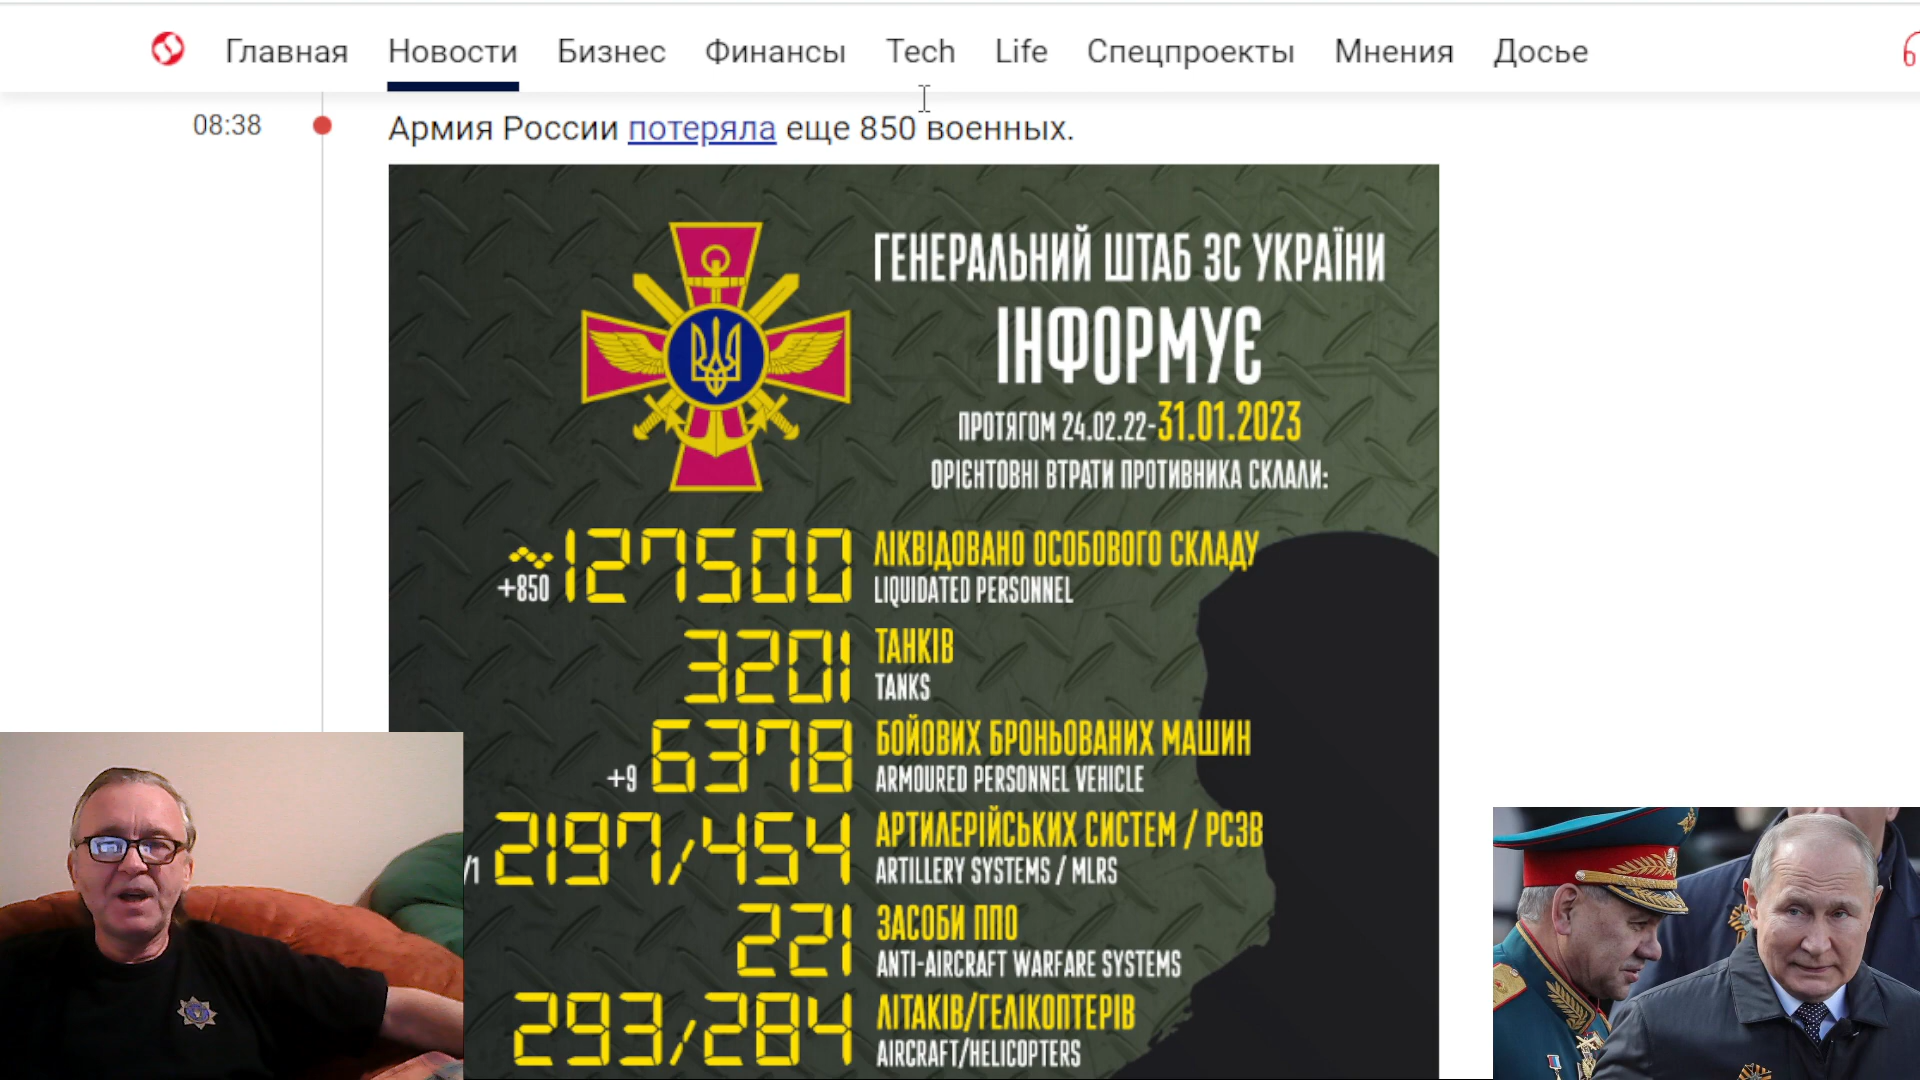 Главная Новости Бизнес Финансы Tech Life Спецпроекты Мнения Досье
08:38 Армия России потеряла еще 850 военных.
ГЕНЕРАЛЬНИЙ ШТАБ ЗС УКРАЇНИ
ІНФОРМУЄ
ПРОТЯГОМ 24.02.22-31.01.2023
ОРІЄНТОВНІ ВТРАТИ ПРОТИВНИКА СКЛАЛИ:
~127500 ЛІКВІДОВАНО ОСОБОВОГО СКЛАДУ
+850 LIQUIDATED PERSONNEL
3201 ТАНКІВ
TANKS
6378 БОЙОВИХ БРОНЬОВАНИХ МАШИН
+9 ARMOURED PERSONNEL VEHICLE
2197/454 АРТИЛЕРІЙСЬКИХ СИСТЕМ / РСЗВ
/1 ARTILLERY SYSTEMS / MLRS
221 ЗАСОБИ ППО
ANTI-AIRCRAFT WARFARE SYSTEMS
293/284 ЛІТАКІВ/ГЕЛІКОПТЕРІВ
AIRCRAFT/HELICOPTERS